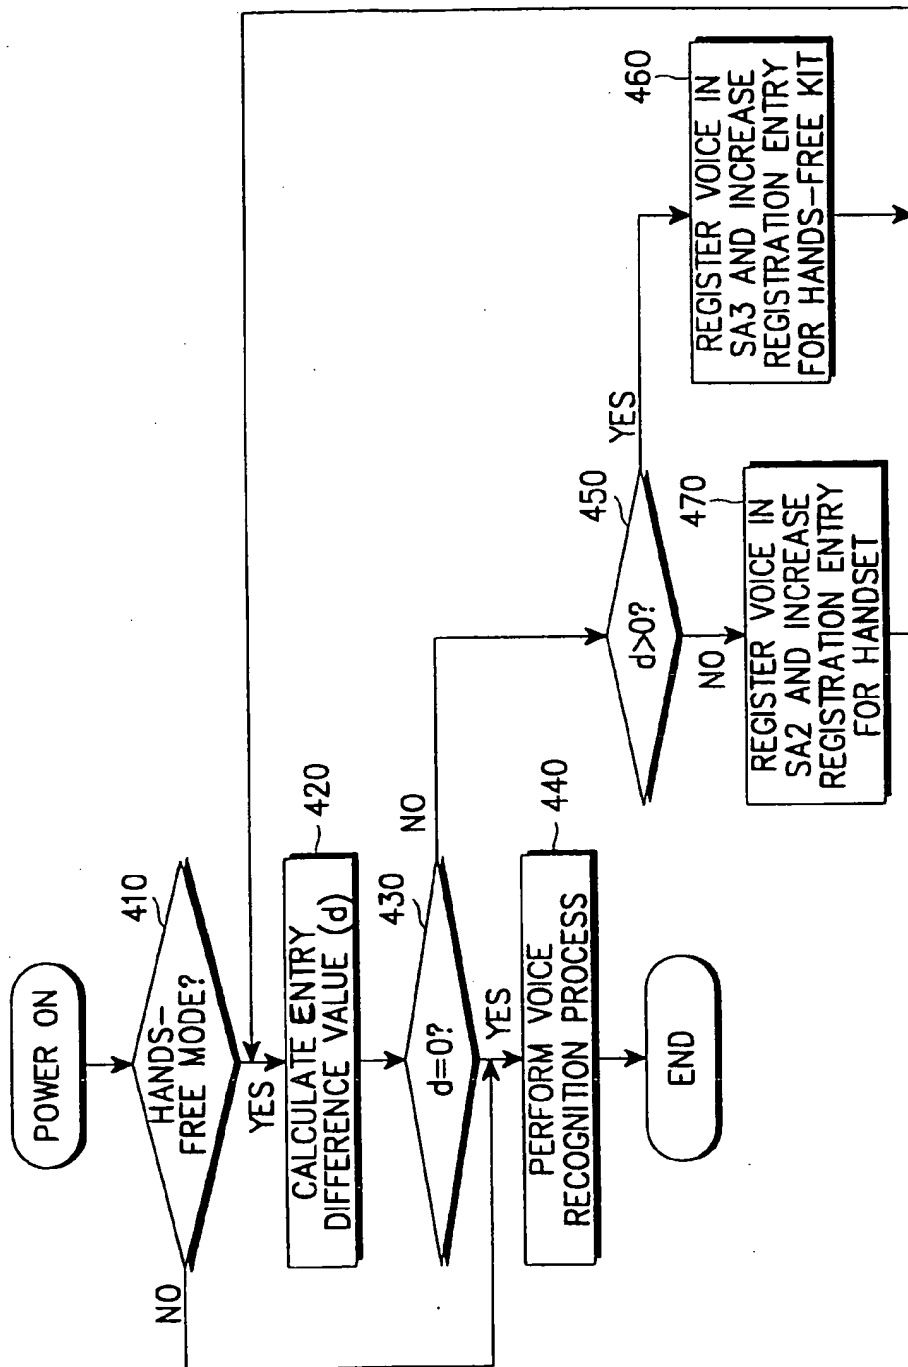 POWER ON
410
HANDS-
FREE MODE?
NO
YES
420
CALCULATE ENTRY
DIFFERENCE VALUE (d)
430
d=0?
NO
YES
440
PERFORM VOICE
RECOGNITION PROCESS
END
450
d>0?
YES
NO
460
REGISTER VOICE IN
SA3 AND INCREASE
REGISTRATION ENTRY
FOR HANDS-FREE KIT
470
REGISTER VOICE IN
SA2 AND INCREASE
REGISTRATION ENTRY
FOR HANDSET